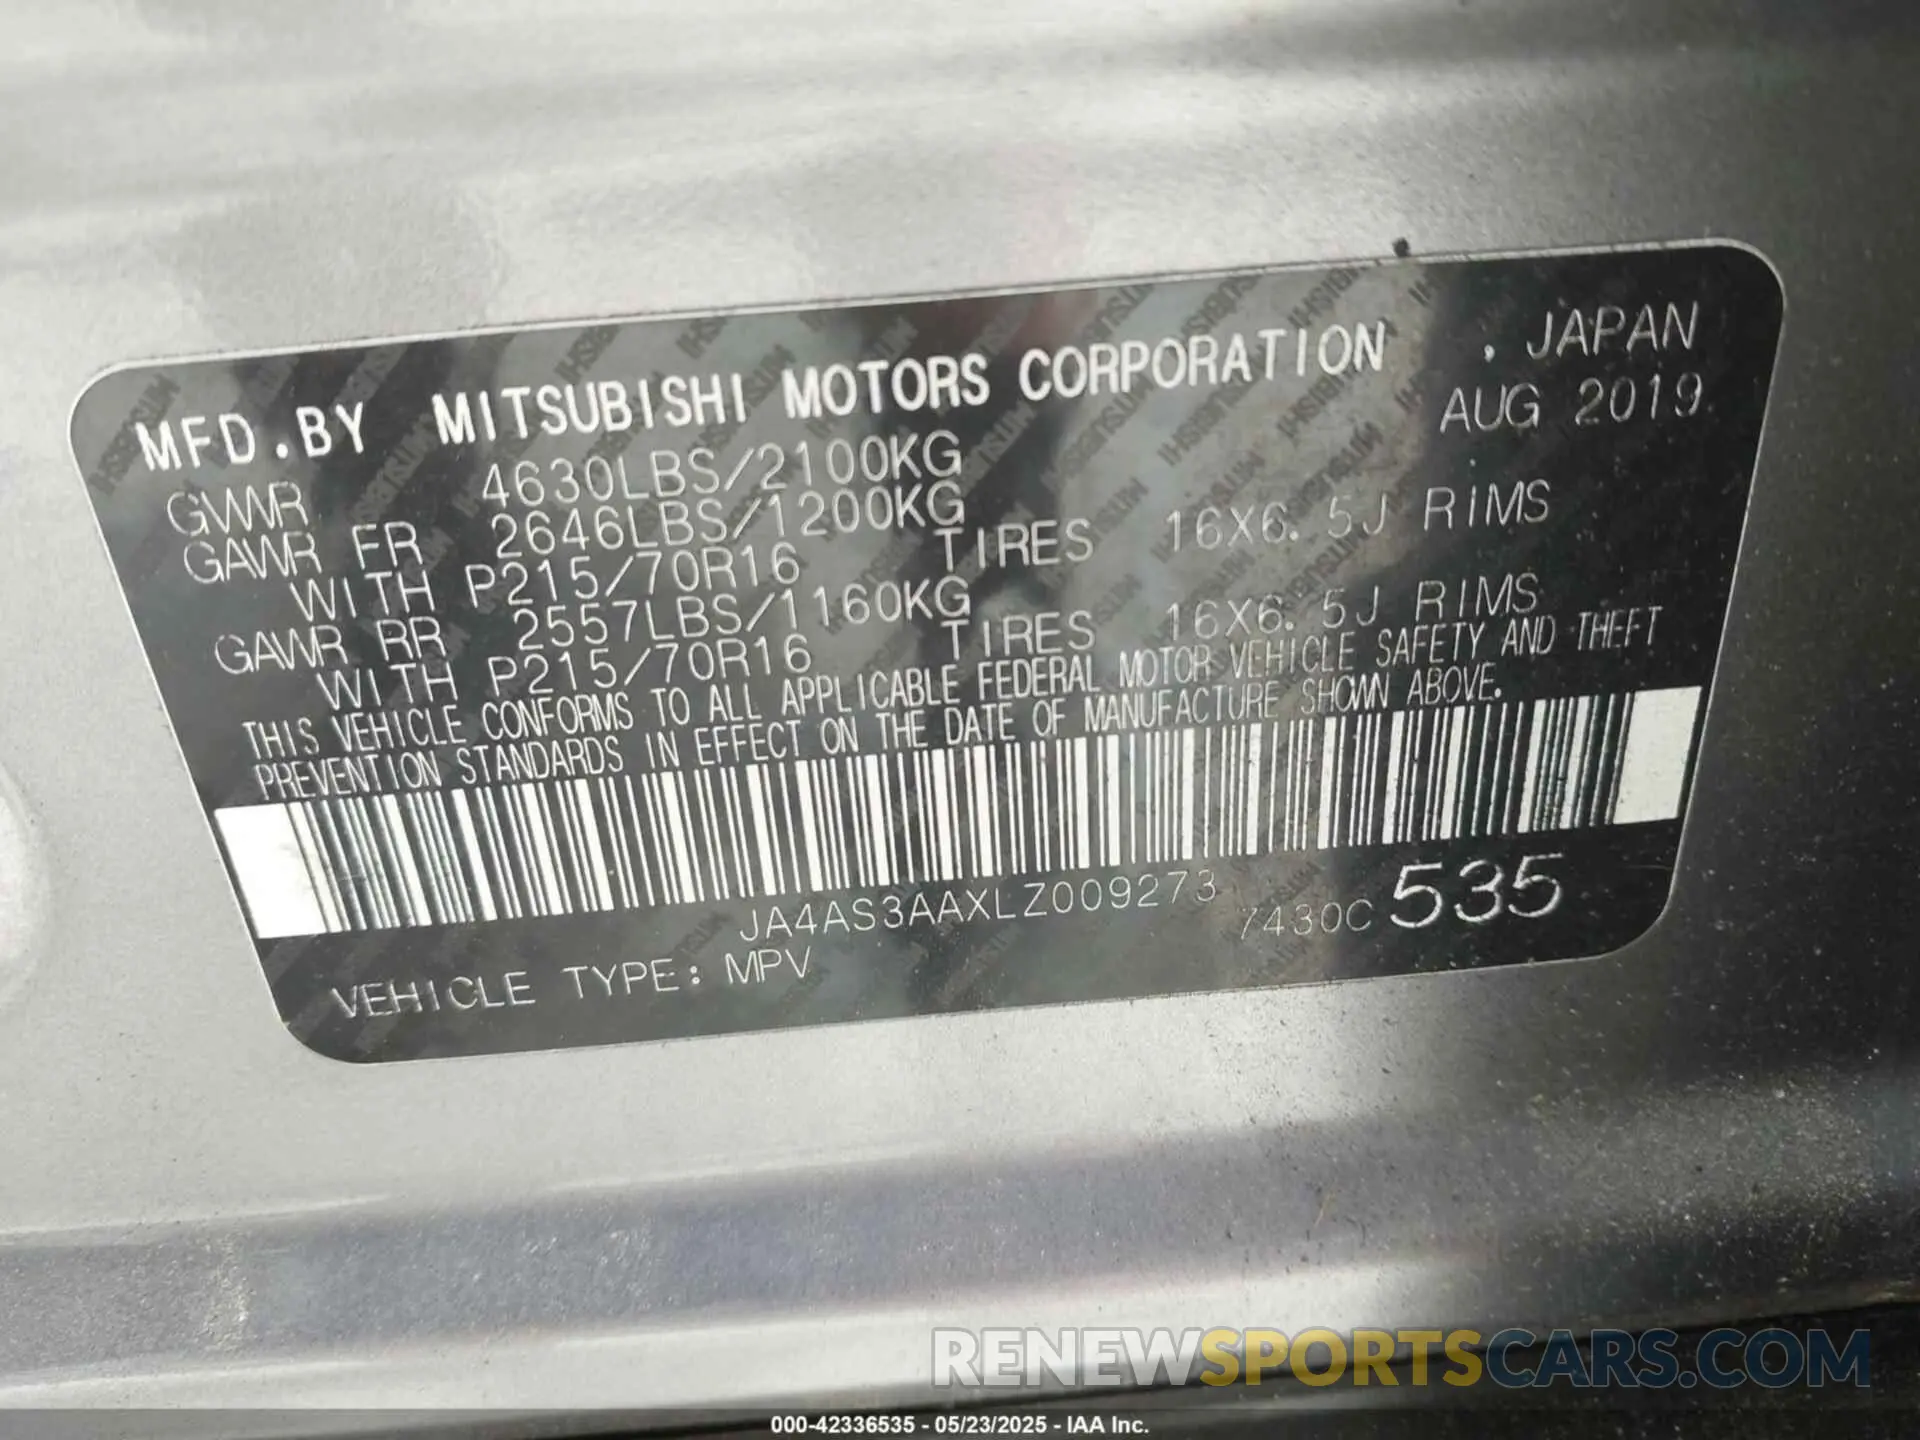 MFD.BY MITSUBISHI MOTORS CORPORATION , JAPAN
GVWR 4630LBS/2100KG AUG 2019
GAWR FR 2646LBS/1200KG
WITH P215/70R16 TIRES 16X6.5J RIMS
GAWR RR 2557LBS/1160KG
WITH P215/70R16 TIRES 16X6.5J RIMS
THIS VEHICLE CONFORMS TO ALL APPLICABLE FEDERAL MOTOR VEHICLE SAFETY AND THEFT
PREVENTION STANDARDS IN EFFECT ON THE DATE OF MANUFACTURE SHOWN ABOVE.
JA4AS3AAXLZ009273 7430C 535
VEHICLE TYPE: MPV
RENEWSPORTSCARS.COM
000-42336535 - 05/23/2025 - IAA Inc.